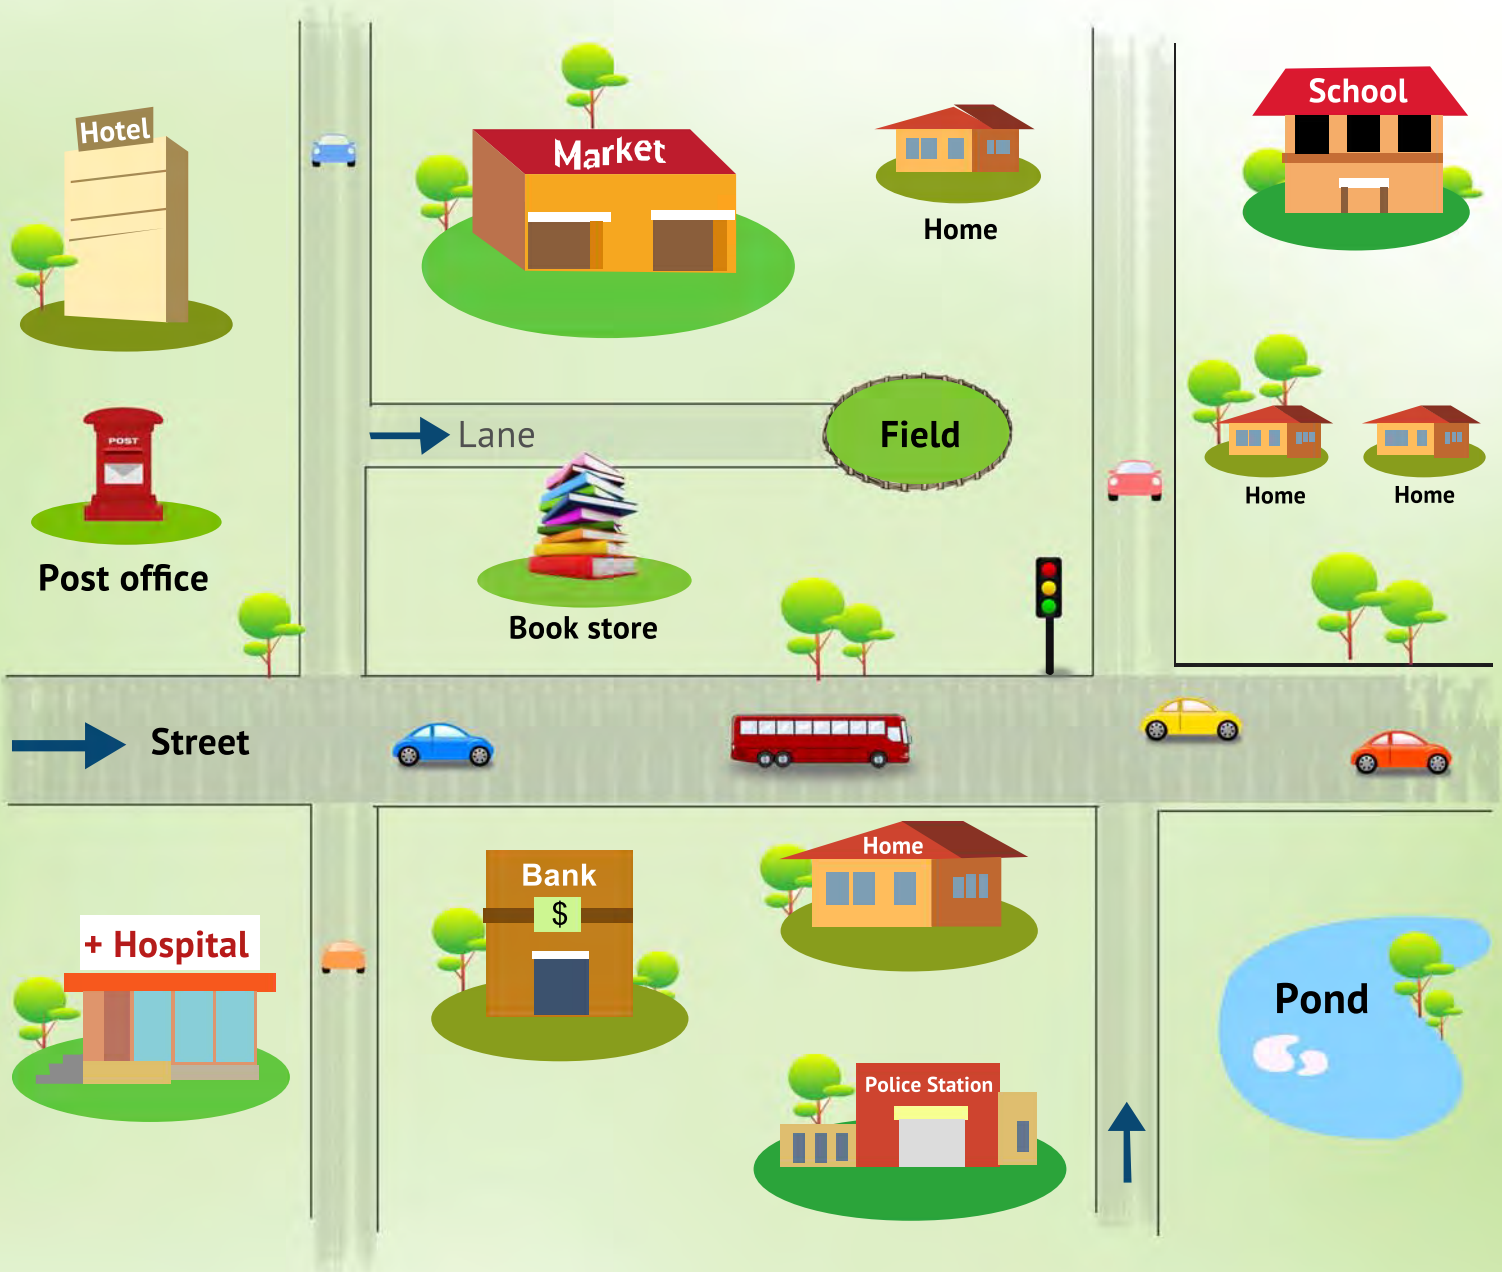 Hotel
Market
School
Home
Lane
Field
POST
Home
Home
Post office
Book store
Street
Home
Bank
$
+ Hospital
Pond
Police Station